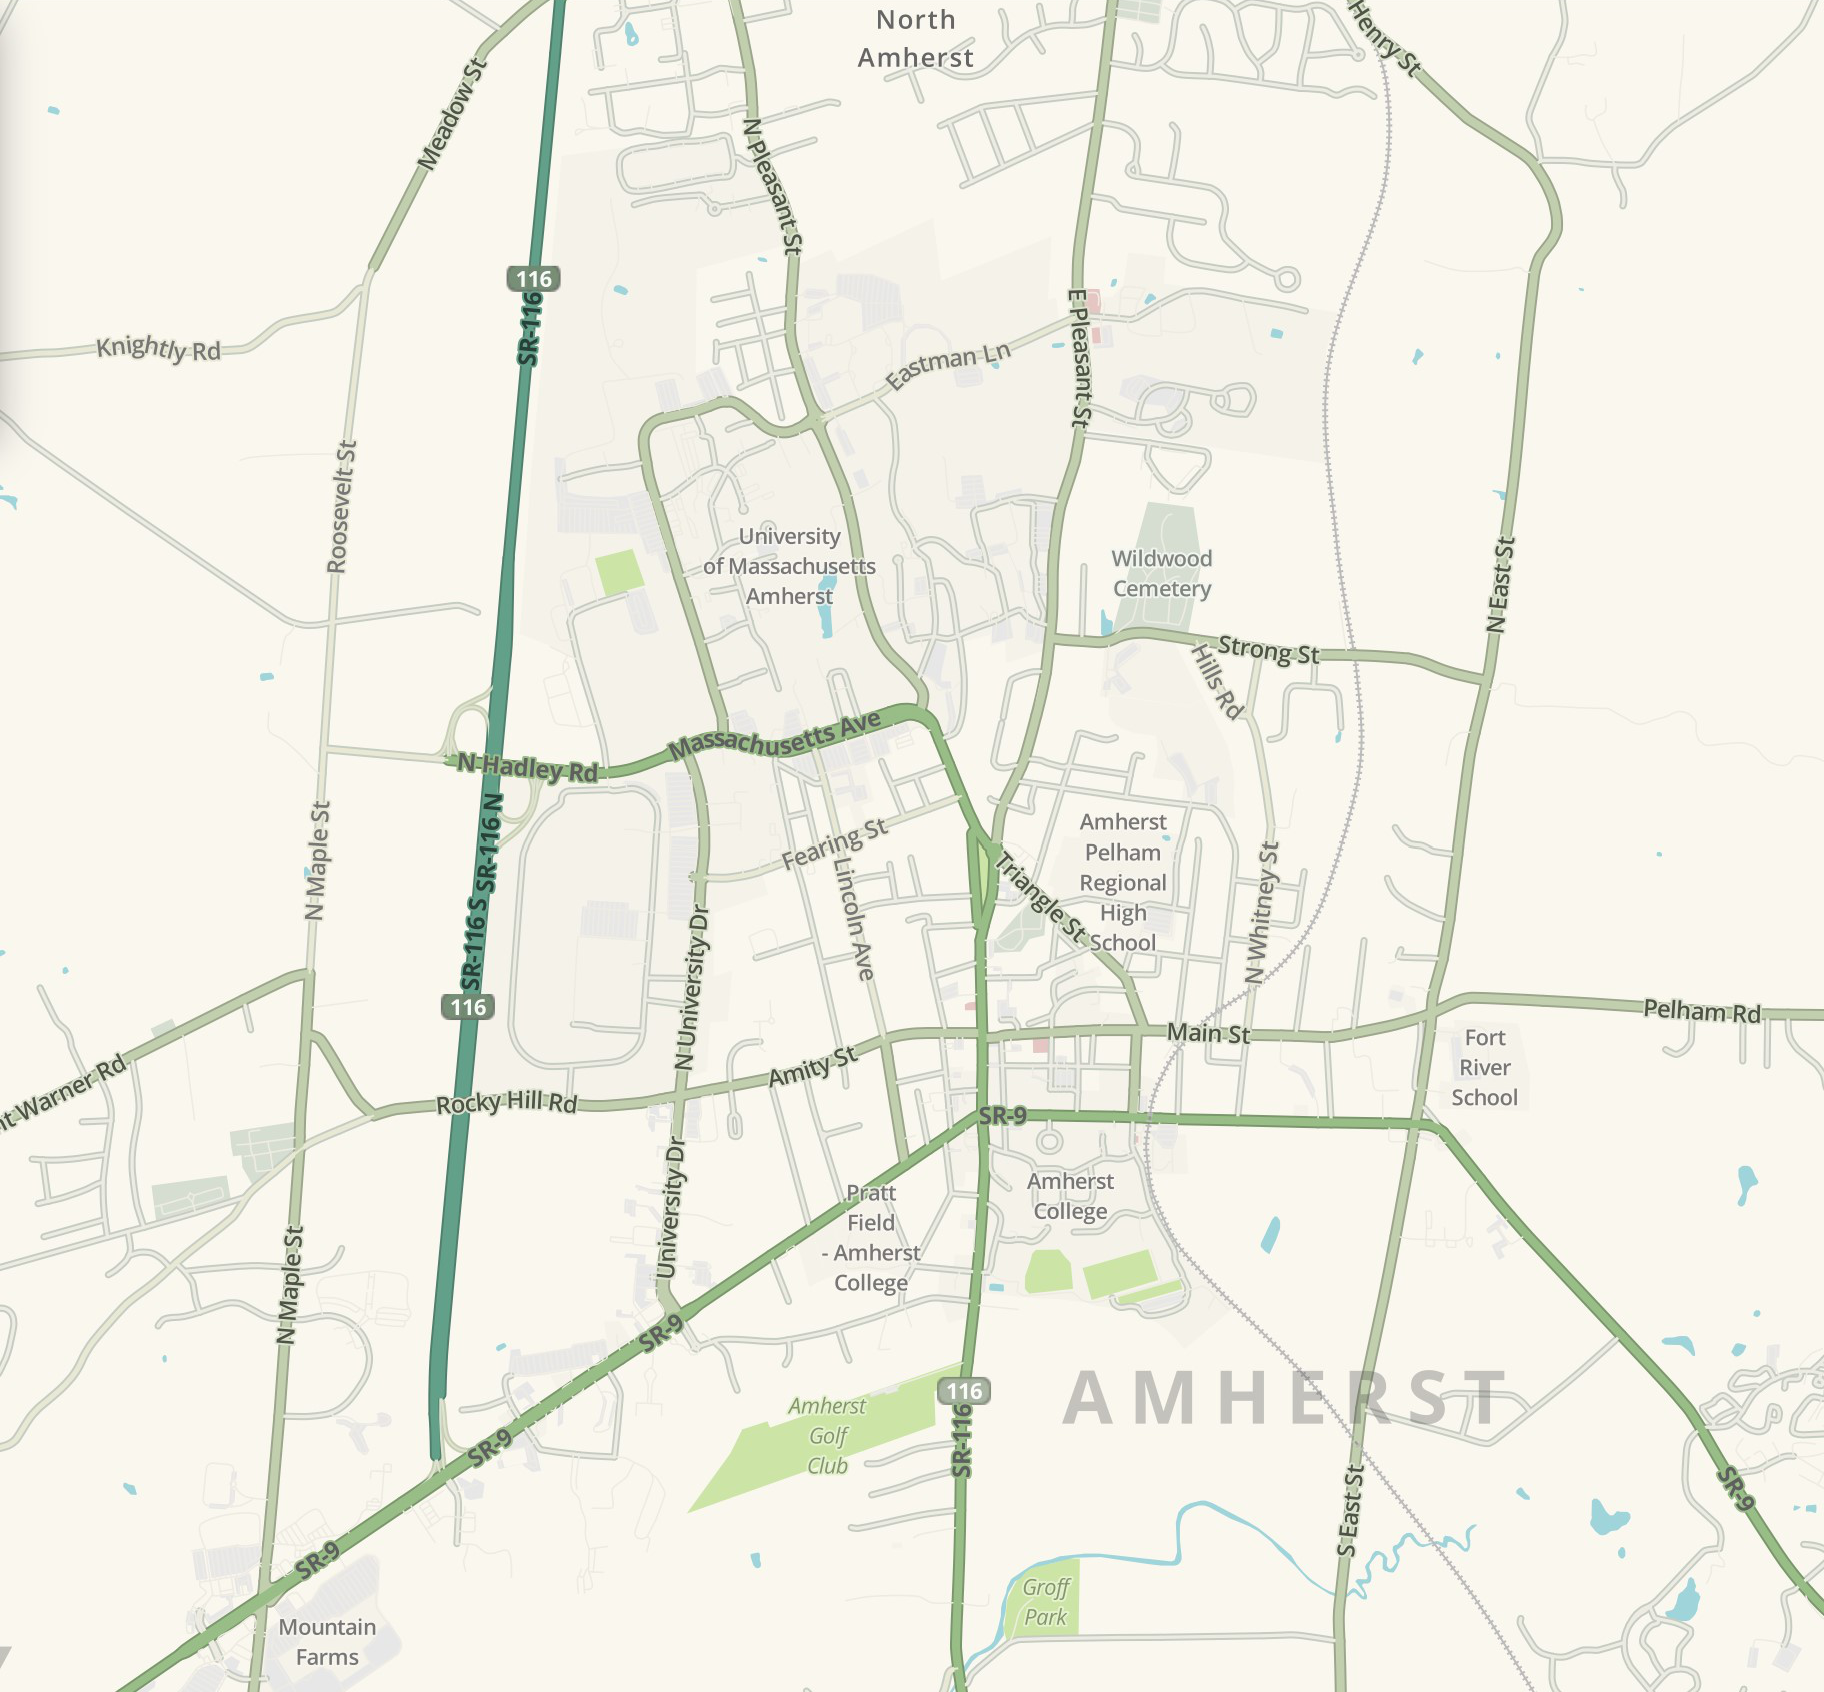 North
Amherst
Henry St
Meadow St
N Pleasant St
116
SR-116
E Pleasant St
Knightly Rd
Eastman Ln
Roosevelt St
University
of Massachusetts
Amherst
Wildwood
Cemetery
N East St
Strong St
Hills Rd
Massachusetts Ave
N Hadley Rd
SR-116 S SR-116 N
N Maple St
Fearing St
Lincoln Ave
Triangle St
Amherst
Pelham
Regional
High
School
N Whitney St
N University Dr
116
Pelham Rd
Main St
Fort
River
School
Amity St
nt Warner Rd
Rocky Hill Rd
SR-9
University Dr
Amherst
College
Pratt
Field
- Amherst
College
N Maple St
SR-9
116
AMHERST
Amherst
Golf
Club
SR-116
SR-9
S East St
SR-9
SR-9
Groff
Park
Mountain
Farms